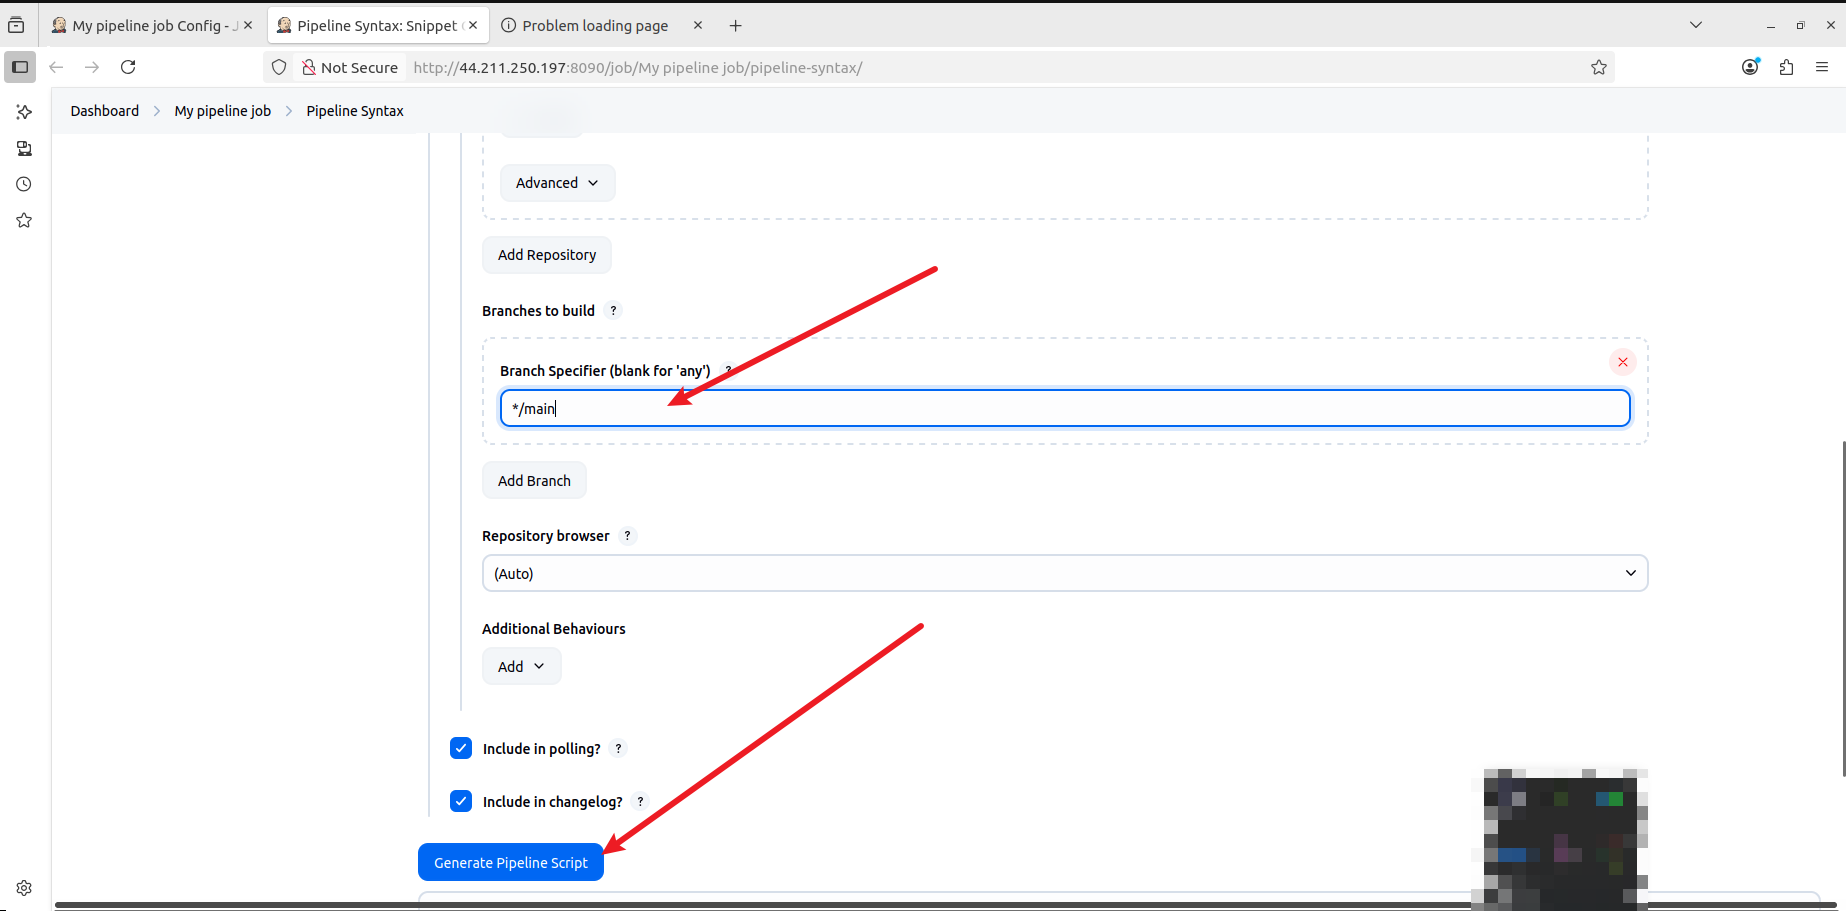 My pipeline job Config - J
Pipeline Syntax: Snippet
Problem loading page
Not Secure
http://44.211.250.197:8090/job/My pipeline job/pipeline-syntax/
Dashboard
My pipeline job
Pipeline Syntax
Advanced
Add Repository
Branches to build ?
Branch Specifier (blank for 'any') ?
*/main
Add Branch
Repository browser ?
(Auto)
Additional Behaviours
Add
Include in polling? ?
Include in changelog? ?
Generate Pipeline Script